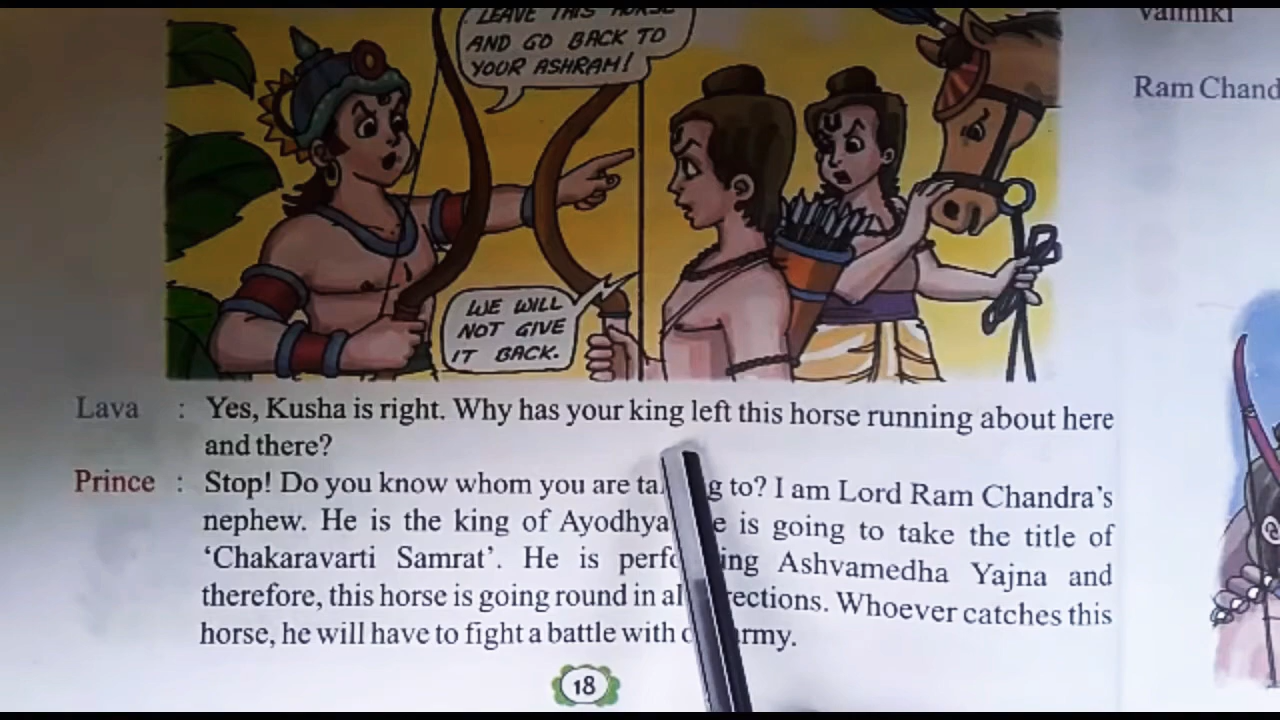 LEAVE THIS HORSE
AND GO BACK TO
YOUR ASHRAM!
WE WILL
NOT GIVE
IT BACK.
Lava : Yes, Kusha is right. Why has your king left this horse running about here
and there?
Prince : Stop! Do you know whom you are ta g to? I am Lord Ram Chandra's
nephew. He is the king of Ayodhya e is going to take the title of
'Chakaravarti Samrat'. He is perfo ing Ashvamedha Yajna and
therefore, this horse is going round in al rections. Whoever catches this
horse, he will have to fight a battle with rmy.
18
Valmiki
Ram Chand